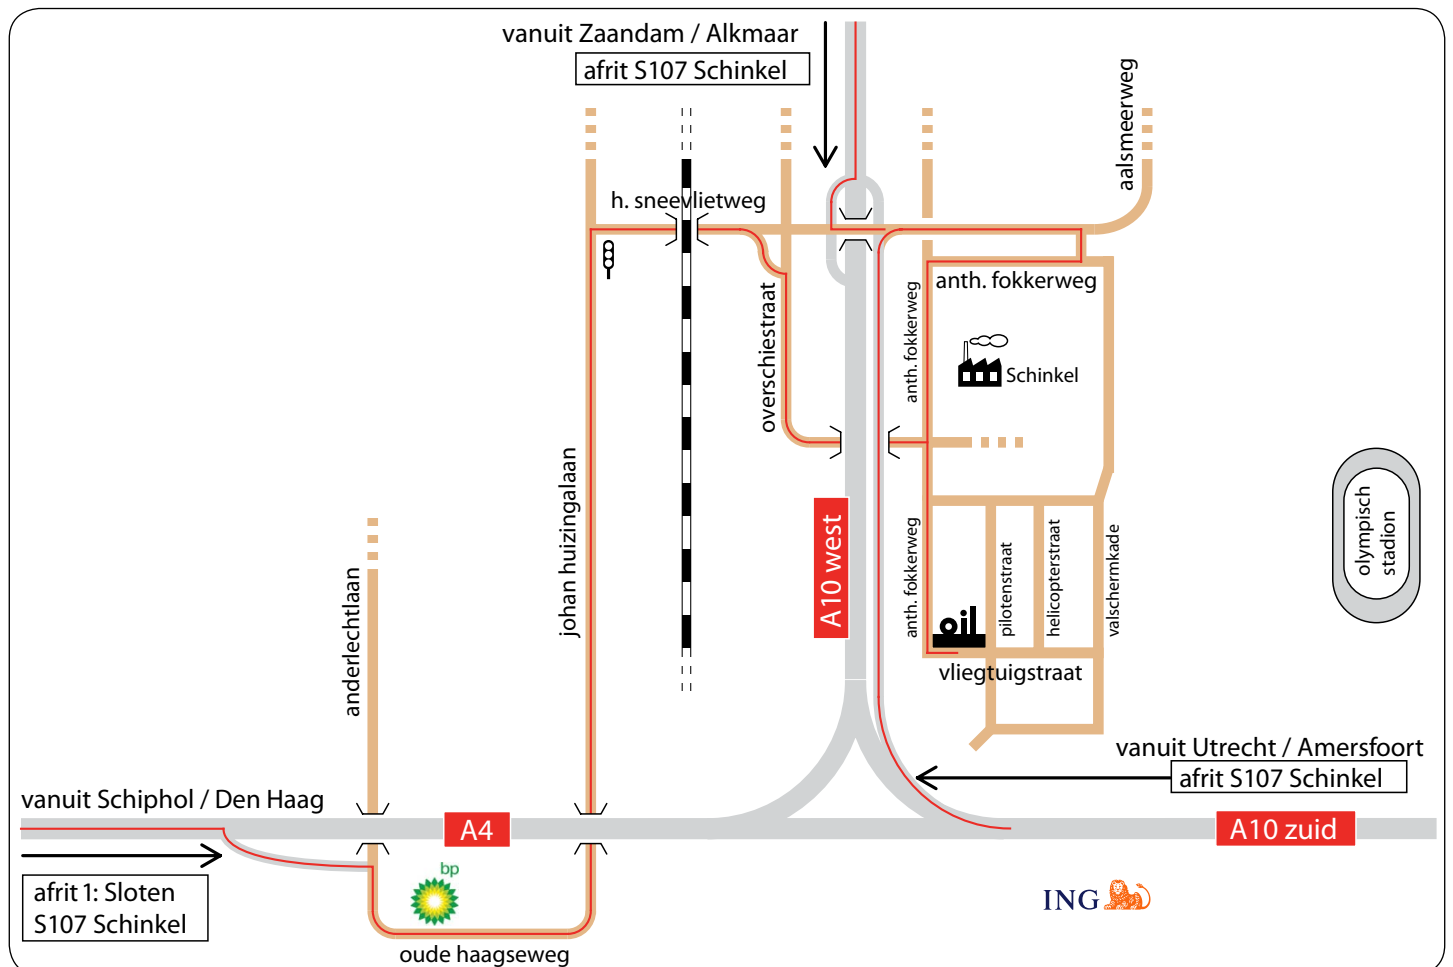 vanuit Zaandam / Alkmaar
afrit S107 Schinkel
aalsmeerweg
h. sneevlietweg
anth. fokkerweg
overschiestraat
anth. fokkerweg
Schinkel
johan huizingalaan
A10 west
anth. fokkerweg
oil
pilotenstraat
helicopterstraat
valschermkade
olympisch
stadion
anderlechtlaan
vliegtuigstraat
vanuit Utrecht / Amersfoort
afrit S107 Schinkel
vanuit Schiphol / Den Haag
A4
A10 zuid
afrit 1: Sloten
S107 Schinkel
bp
ING
oude haagseweg